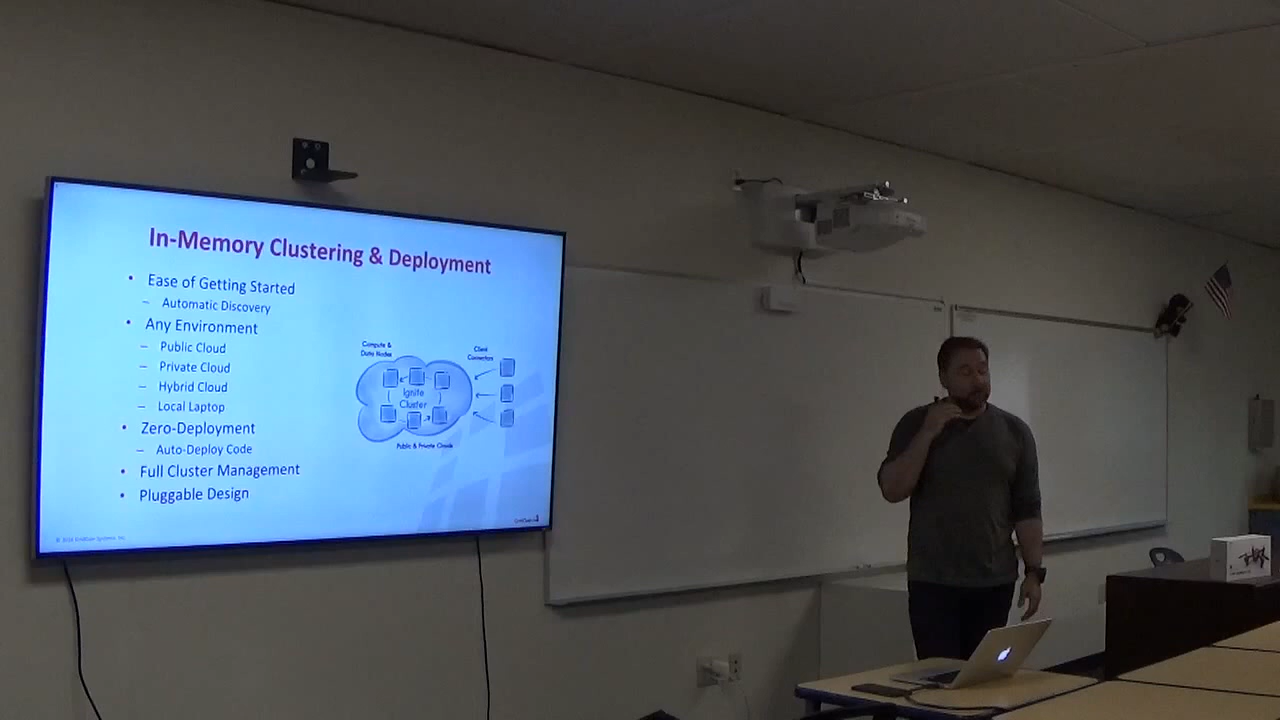 In-Memory Clustering & Deployment
• Ease of Getting Started
– Automatic Discovery
• Any Environment
– Public Cloud
– Private Cloud
– Hybrid Cloud
– Local Laptop
• Zero-Deployment
– Auto-Deploy Code
• Full Cluster Management
• Pluggable Design
Compute &
Data Nodes
Client
Connectors
Ignite
Cluster
Public & Private Clouds